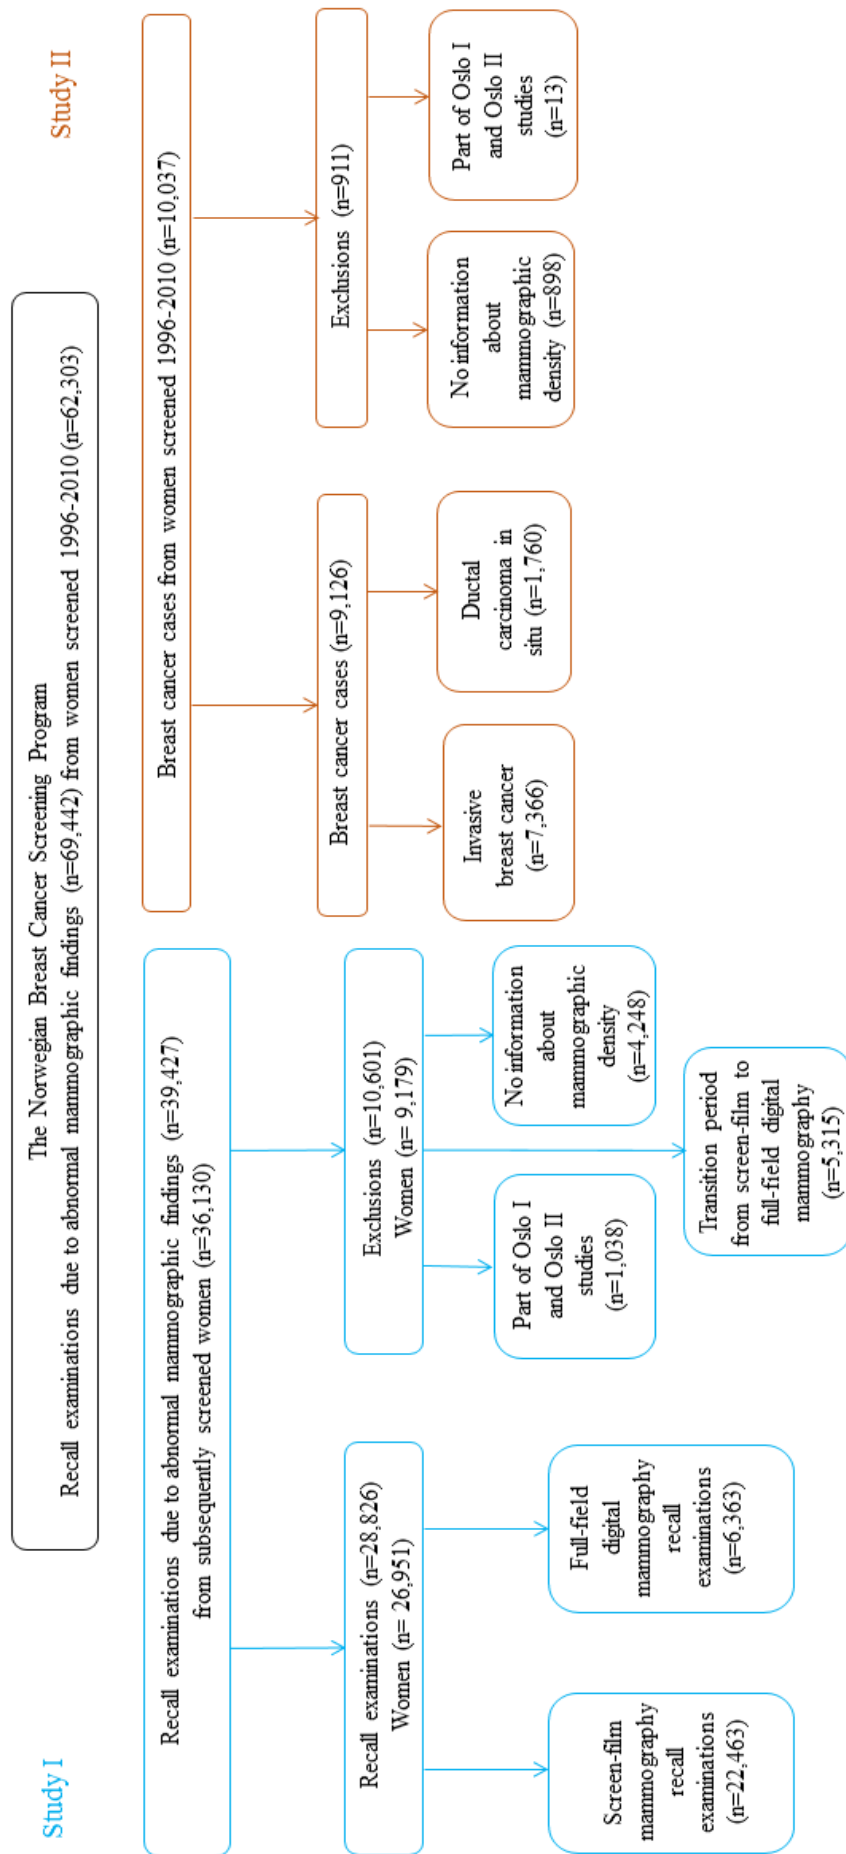 The Norwegian Breast Cancer Screening Program
Recall examinations due to abnormal mammographic findings (n=69,442) from women screened 1996-2010 (n=62,303)
Study I
Recall examinations due to abnormal mammographic findings (n=39,427)
from subsequently screened women (n=36,130)
Recall examinations (n=28,826)
Women (n= 26,951)
Screen-film
mammography
recall
examinations
(n=22,463)
Full-field
digital
mammography
recall
examinations
(n=6,363)
Exclusions (n=10,601)
Women (n= 9,179)
Part of Oslo I
and Oslo II
studies
(n=1,038)
Transition period
from screen-film to
full-field digital
mammography
(n=5,315)
No information
about
mammographic
density
(n=4,248)
Study II
Breast cancer cases from women screened 1996-2010 (n=10,037)
Breast cancer cases (n=9,126)
Invasive
breast cancer
(n=7,366)
Ductal
carcinoma in
situ (n=1,760)
Exclusions (n=911)
No information
about
mammographic
density (n=898)
Part of Oslo I
and Oslo II
studies
(n=13)